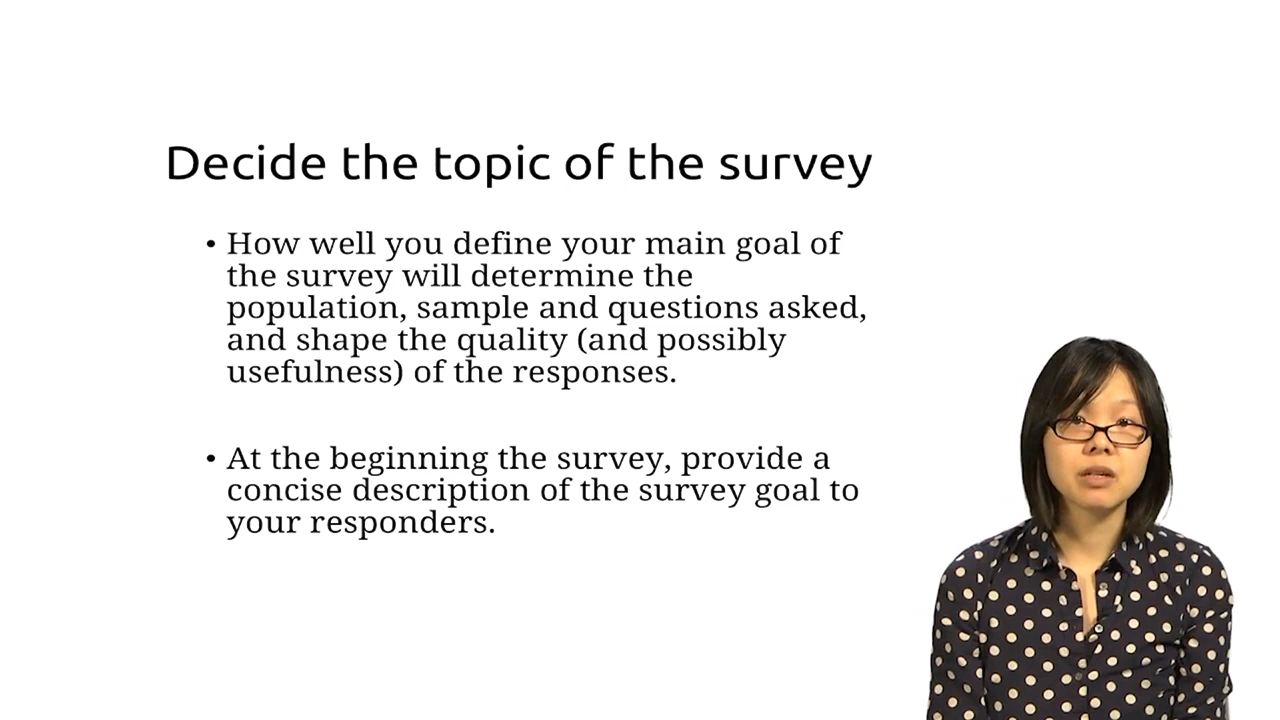 Decide the topic of the survey
• How well you define your main goal of
the survey will determine the
population, sample and questions asked,
and shape the quality (and possibly
usefulness) of the responses.
• At the beginning the survey, provide a
concise description of the survey goal to
your responders.